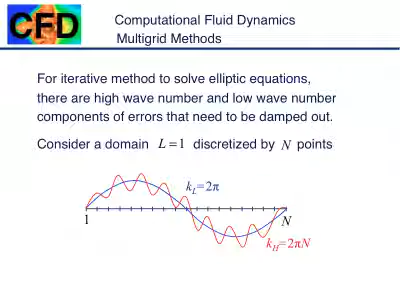 CFD
Computational Fluid Dynamics
Multigrid Methods
For iterative method to solve elliptic equations,
there are high wave number and low wave number
components of errors that need to be damped out.
Consider a domain L = 1 discretized by N points
k_L=2π
1 N
k_H=2πN